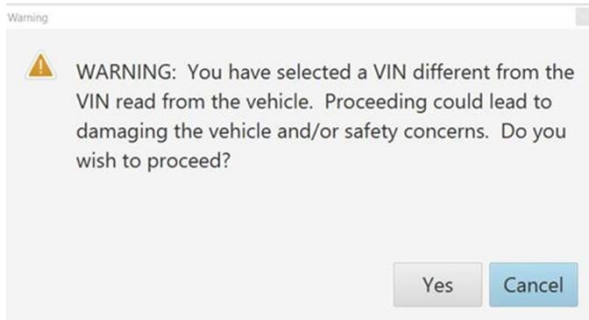 Warning
WARNING:  You have selected a VIN different from the
VIN read from the vehicle.  Proceeding could lead to
damaging the vehicle and/or safety concerns.  Do you
wish to proceed?
Yes
Cancel